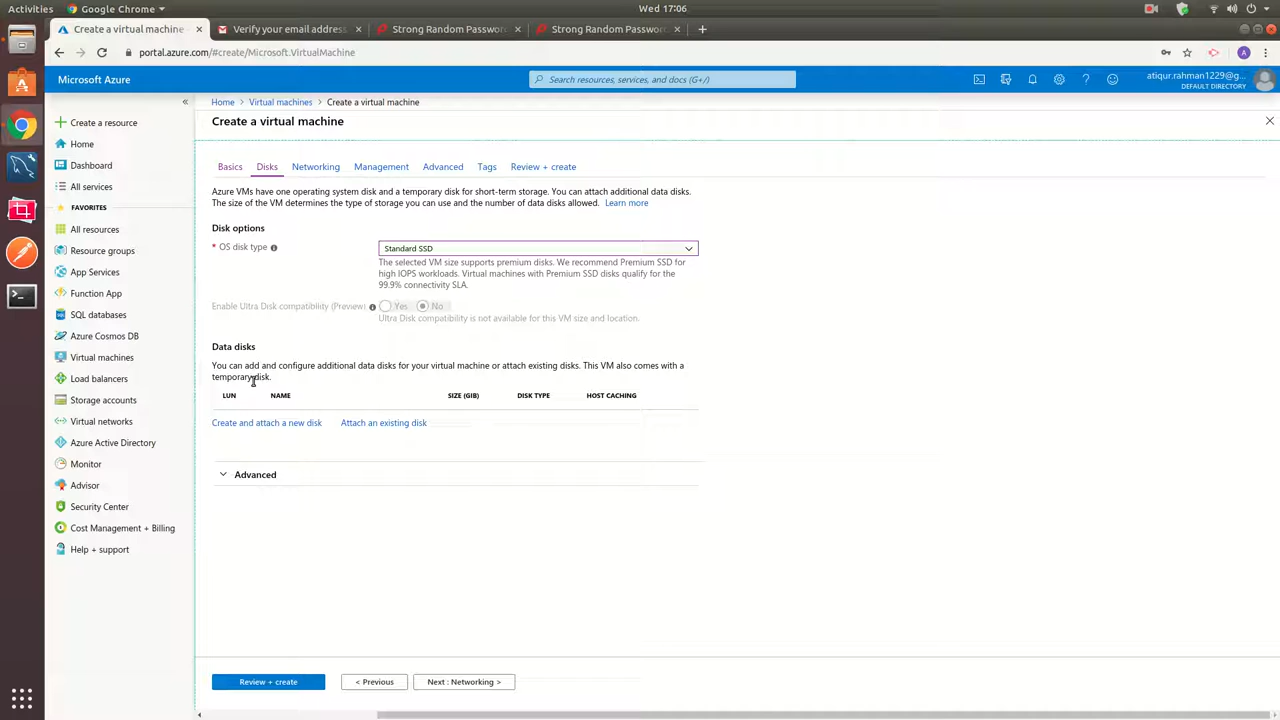 Activities
Google Chrome
Wed 17:06
Create a virtual machine
Verify your email address
Strong Random Password
Strong Random Password
portal.azure.com/#create/Microsoft.VirtualMachine
A
Microsoft Azure
Search resources, services, and docs (G+/)
atiqur.rahman1229@g...
DEFAULT DIRECTORY
Create a resource
Home
Dashboard
All services
FAVORITES
All resources
Resource groups
App Services
Function App
SQL databases
Azure Cosmos DB
Virtual machines
Load balancers
Storage accounts
Virtual networks
Azure Active Directory
Monitor
Advisor
Security Center
Cost Management + Billing
Help + support
Home > Virtual machines > Create a virtual machine
Create a virtual machine
Basics Disks Networking Management Advanced Tags Review + create
Azure VMs have one operating system disk and a temporary disk for short-term storage. You can attach additional data disks.
The size of the VM determines the type of storage you can use and the number of data disks allowed. Learn more
Disk options
* OS disk type
Standard SSD
The selected VM size supports premium disks. We recommend Premium SSD for
high IOPS workloads. Virtual machines with Premium SSD disks qualify for the
99.9% connectivity SLA.
Enable Ultra Disk compatibility (Preview)
Yes No
Ultra Disk compatibility is not available for this VM size and location.
Data disks
You can add and configure additional data disks for your virtual machine or attach existing disks. This VM also comes with a
temporary disk.
LUN NAME SIZE (GIB) DISK TYPE HOST CACHING
Create and attach a new disk Attach an existing disk
Advanced
Review + create
< Previous
Next : Networking >